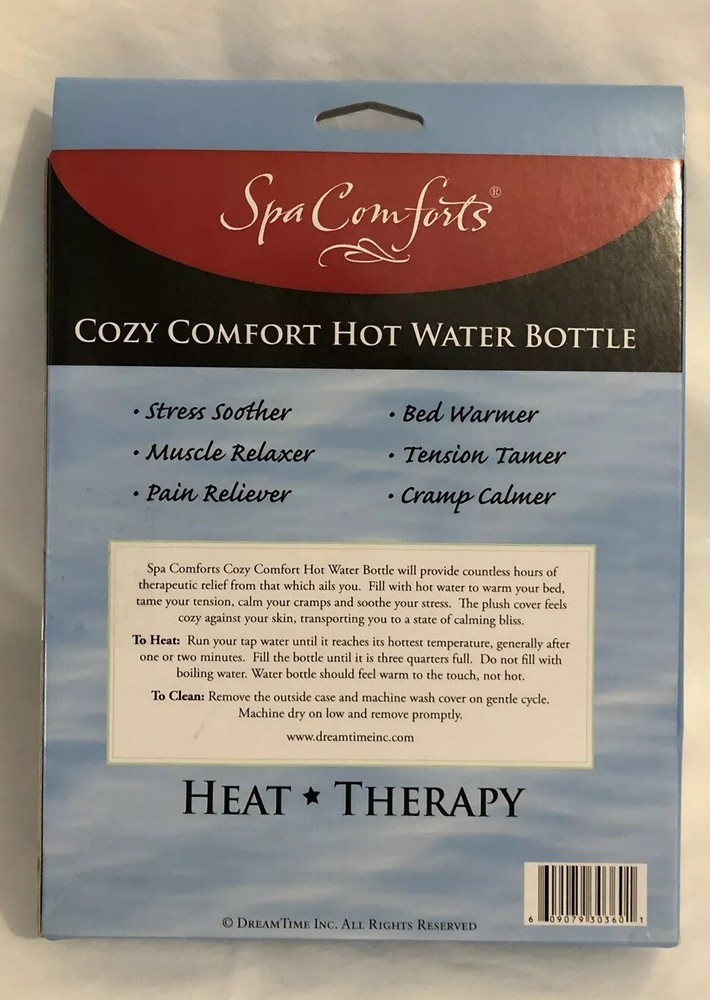 Spa Comforts®
COZY COMFORT HOT WATER BOTTLE
• Stress Soother
• Muscle Relaxer
• Pain Reliever
• Bed Warmer
• Tension Tamer
• Cramp Calmer
Spa Comforts Cozy Comfort Hot Water Bottle will provide countless hours of
therapeutic relief from that which ails you. Fill with hot water to warm your bed,
tame your tension, calm your cramps and soothe your stress. The plush cover feels
cozy against your skin, transporting you to a state of calming bliss.
To Heat: Run your tap water until it reaches its hottest temperature, generally after
one or two minutes. Fill the bottle until it is three quarters full. Do not fill with
boiling water. Water bottle should feel warm to the touch, not hot.
To Clean: Remove the outside case and machine wash cover on gentle cycle.
Machine dry on low and remove promptly.
www.dreamtimeinc.com
HEAT ★ THERAPY
6 09079 30360 1
© DREAMTIME INC. ALL RIGHTS RESERVED